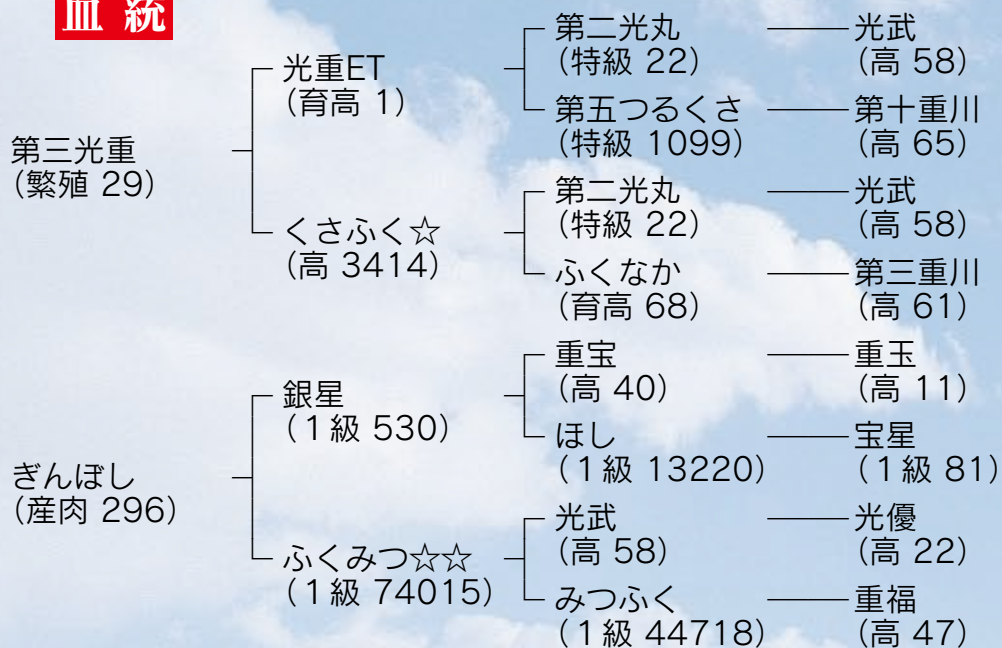 血統
第三光重
(繁殖 29)
光重ET
(育高 1)
第二光丸
(特級 22)
光武
(高 58)
第五つるくさ
(特級 1099)
第十重川
(高 65)
くさふく☆
(高 3414)
第二光丸
(特級 22)
光武
(高 58)
ふくなか
(育高 68)
第三重川
(高 61)
ぎんぼし
(産肉 296)
銀星
(1級 530)
重宝
(高 40)
重玉
(高 11)
ほし
(1級 13220)
宝星
(1級 81)
ふくみつ☆☆
(1級 74015)
光武
(高 58)
光優
(高 22)
みつふく
(1級 44718)
重福
(高 47)